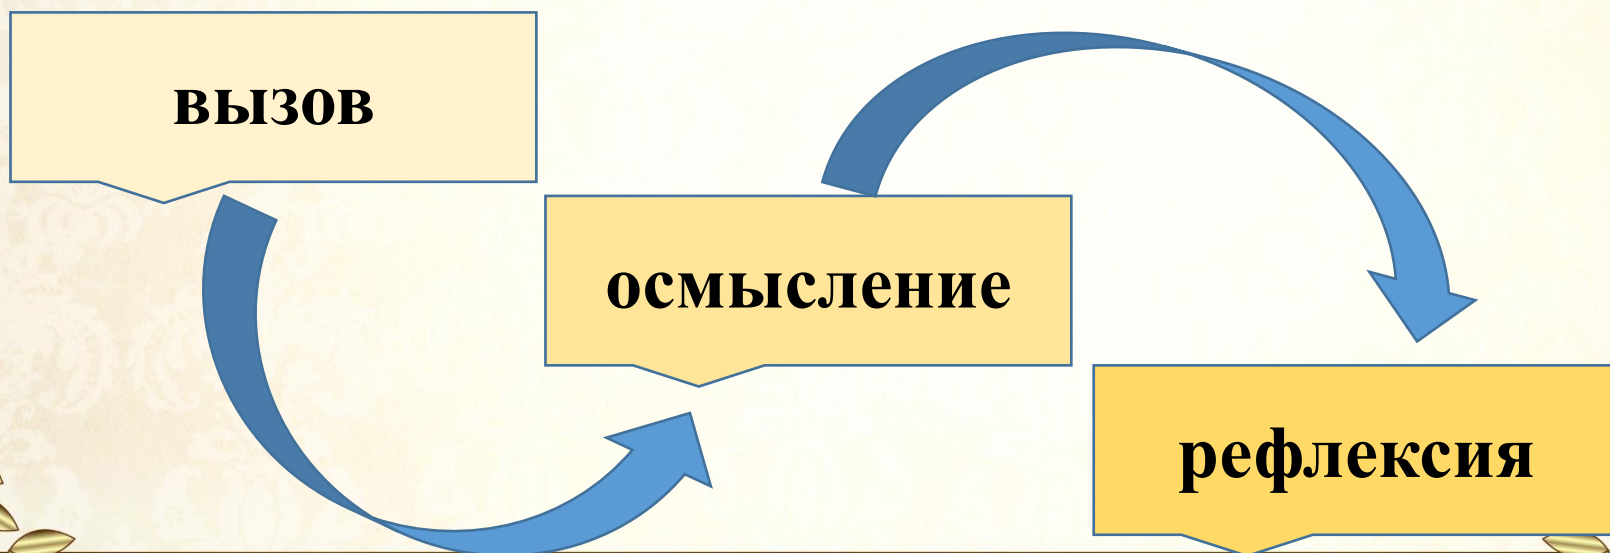 вызов
осмысление
рефлексия